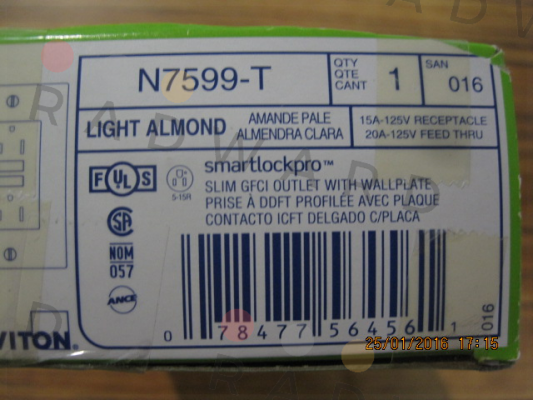 N7599-T
QTY
QTE
CANT
1
SAN
016
LIGHT ALMOND
AMANDE PALE
ALMENDRA CLARA
15A-125V RECEPTACLE
20A-125V FEED THRU
smartlockpro™
SLIM GFCI OUTLET WITH WALLPLATE
PRISE À DDFT PROFILÉE AVEC PLAQUE
CONTACTO ICFT DELGADO C/PLACA
F UL S
5-15R
NOM
057
ANCE
VITON®
0 78477 56456 1
016
25/01/2016 17:15
RADWARD